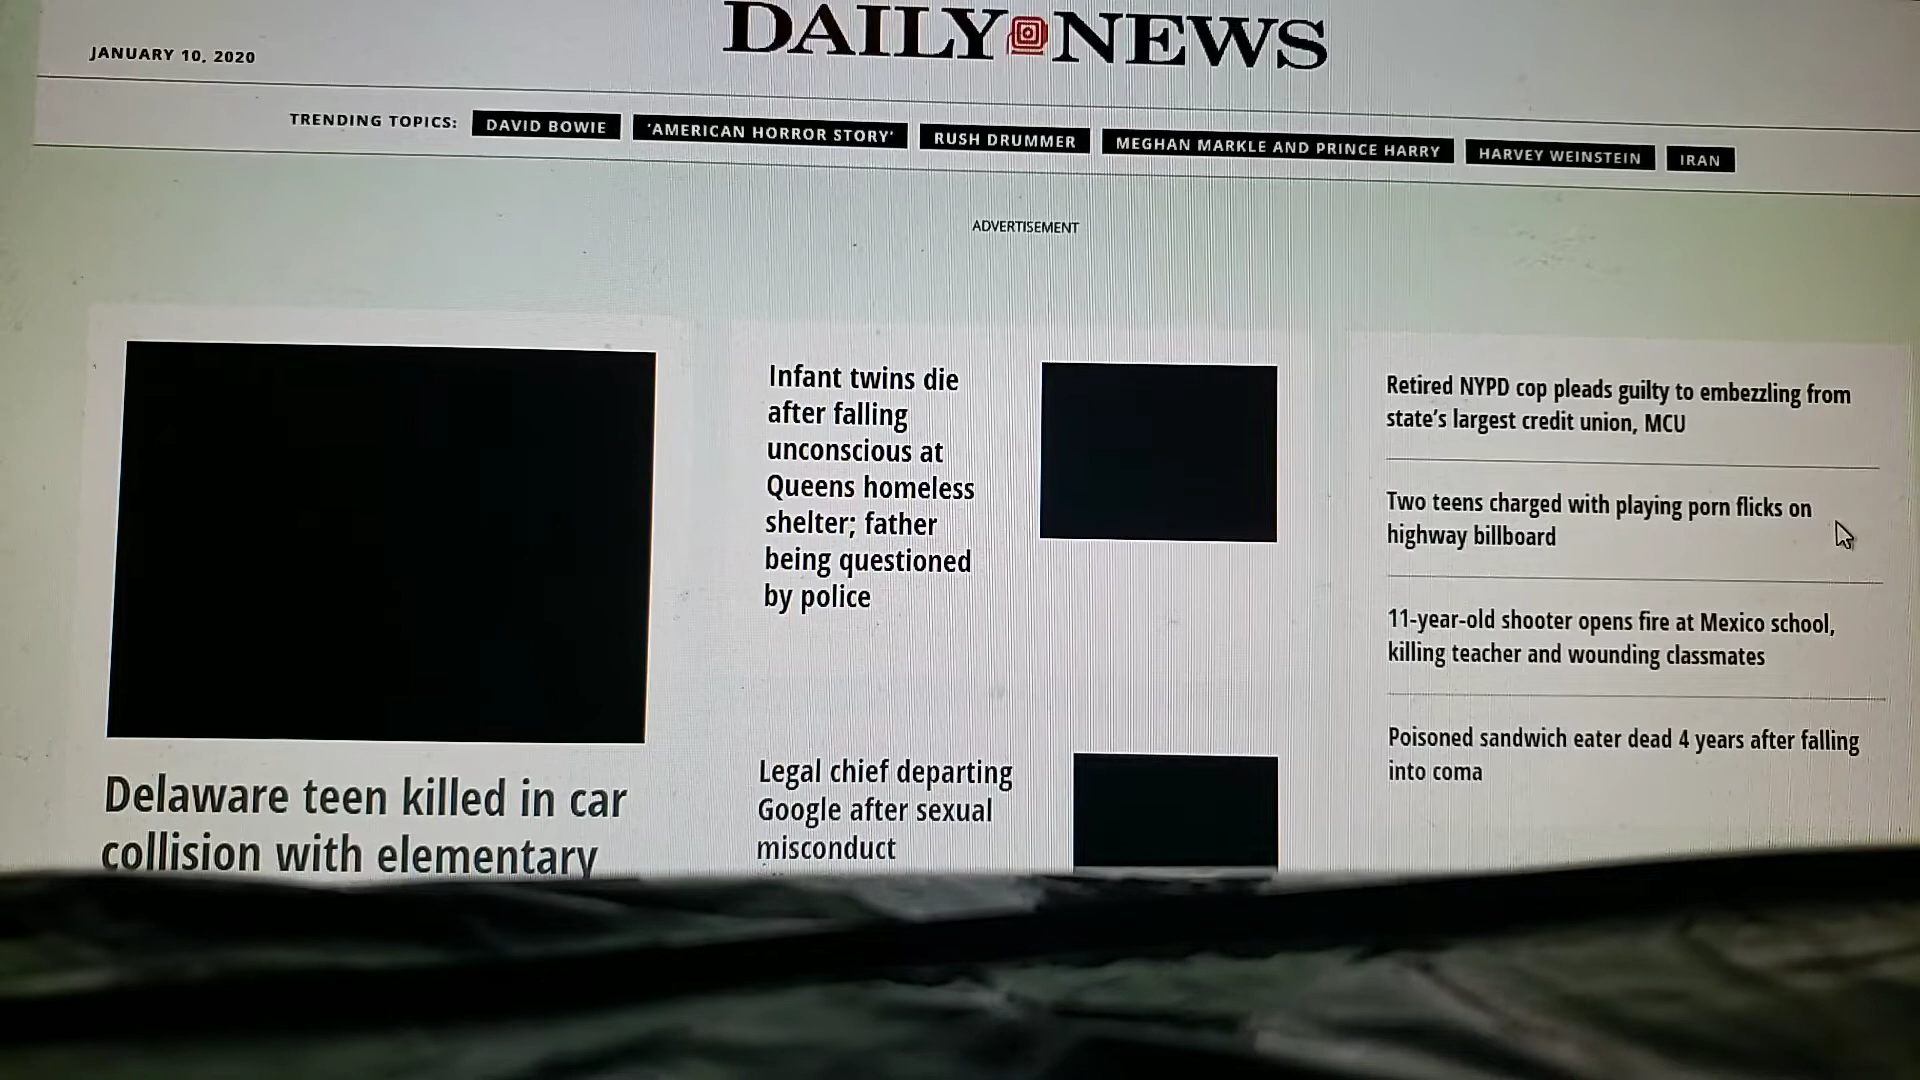 DAILY NEWS
JANUARY 10, 2020
TRENDING TOPICS: DAVID BOWIE 'AMERICAN HORROR STORY' RUSH DRUMMER MEGHAN MARKLE AND PRINCE HARRY HARVEY WEINSTEIN IRAN
ADVERTISEMENT
Delaware teen killed in car
collision with elementary
Infant twins die
after falling
unconscious at
Queens homeless
shelter; father
being questioned
by police
Legal chief departing
Google after sexual
misconduct
Retired NYPD cop pleads guilty to embezzling from
state's largest credit union, MCU
Two teens charged with playing porn flicks on
highway billboard
11-year-old shooter opens fire at Mexico school,
killing teacher and wounding classmates
Poisoned sandwich eater dead 4 years after falling
into coma